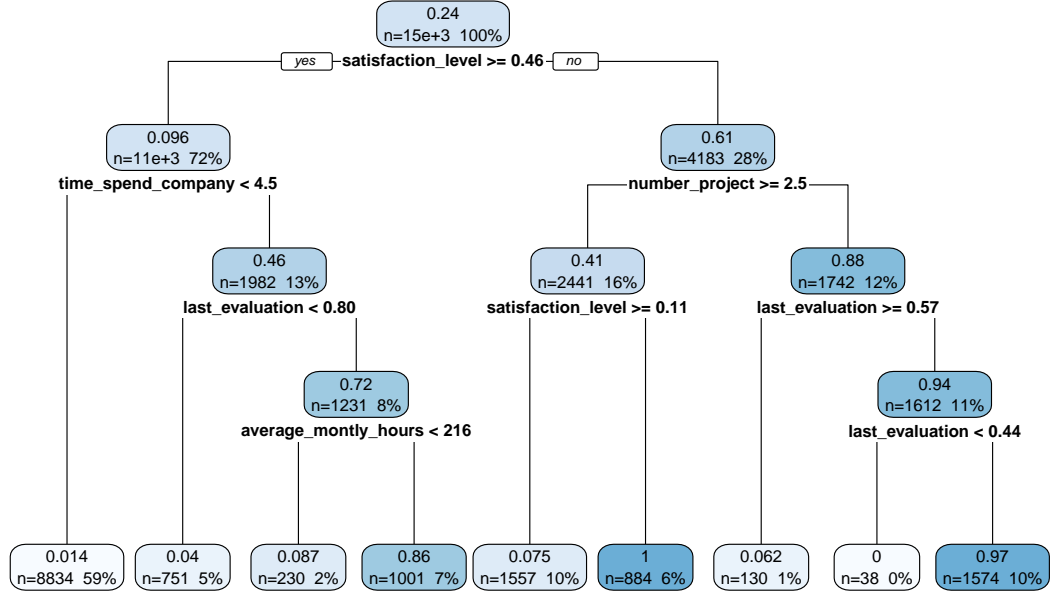 0.24
n=15e+3 100%
yes satisfaction_level >= 0.46 no
0.096
n=11e+3 72%
0.61
n=4183 28%
time_spend_company < 4.5
number_project >= 2.5
0.46
n=1982 13%
0.41
n=2441 16%
0.88
n=1742 12%
last_evaluation < 0.80
satisfaction_level >= 0.11
last_evaluation >= 0.57
0.72
n=1231 8%
0.94
n=1612 11%
average_montly_hours < 216
last_evaluation < 0.44
0.014
n=8834 59%
0.04
n=751 5%
0.087
n=230 2%
0.86
n=1001 7%
0.075
n=1557 10%
1
n=884 6%
0.062
n=130 1%
0
n=38 0%
0.97
n=1574 10%